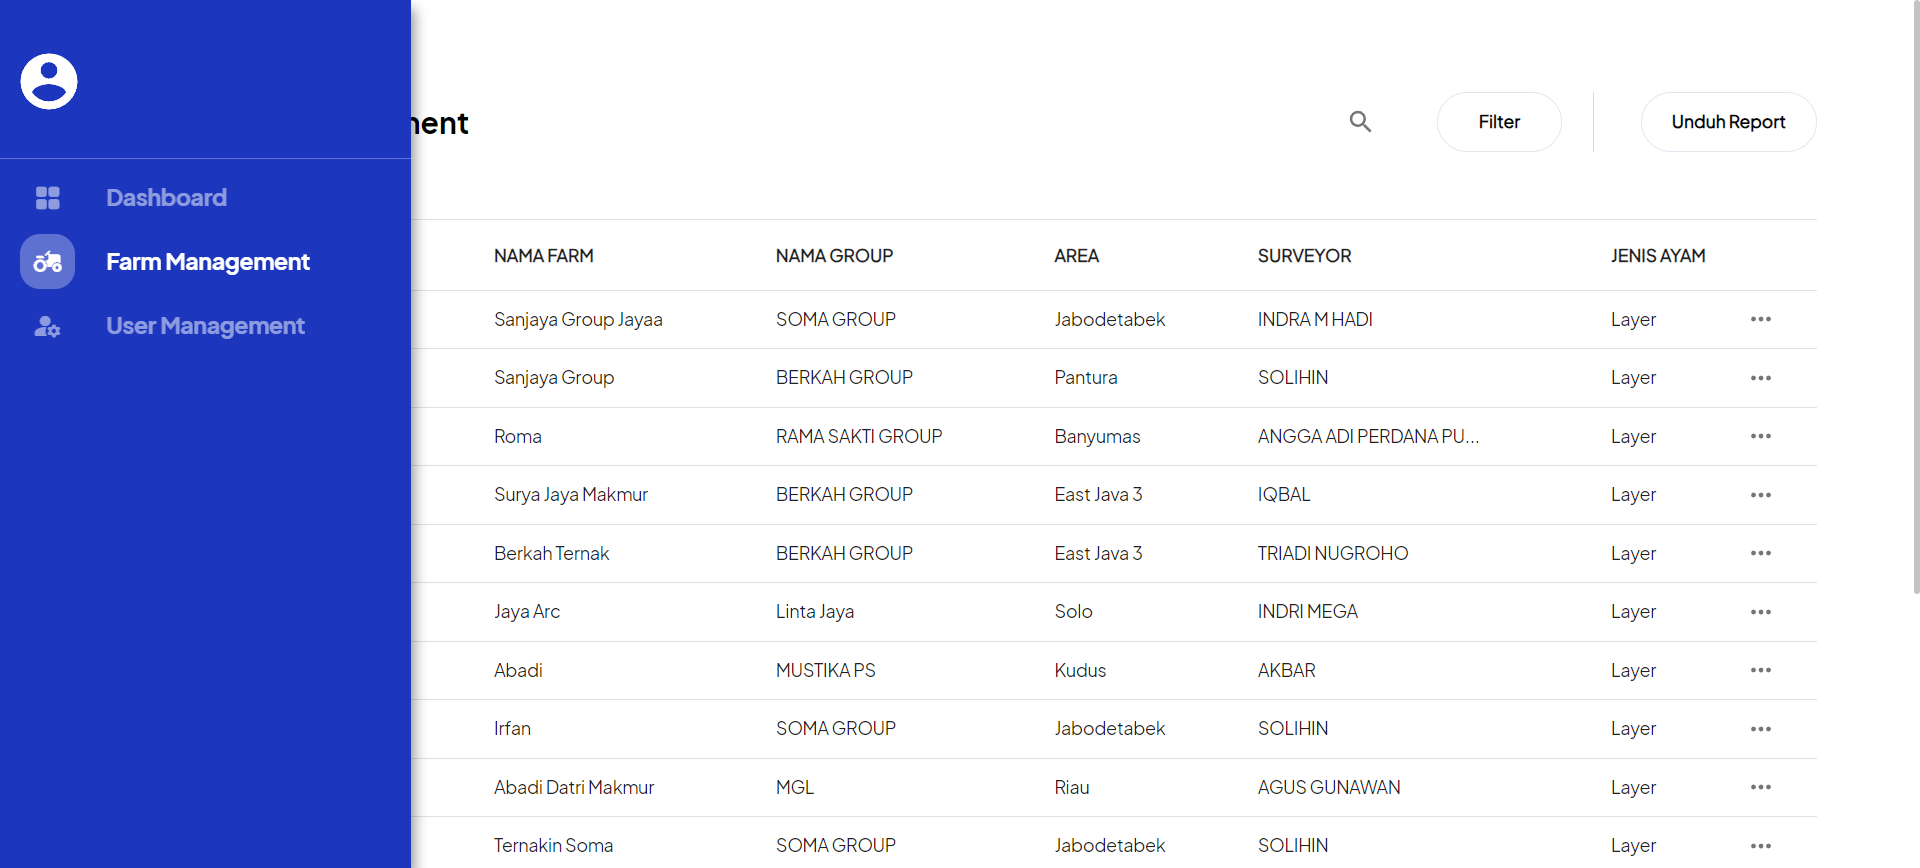 Dashboard
Farm Management
User Management
ment
Filter
Unduh Report
NAMA FARM NAMA GROUP AREA SURVEYOR JENIS AYAM
Sanjaya Group Jayaa SOMA GROUP Jabodetabek INDRA M HADI Layer
Sanjaya Group BERKAH GROUP Pantura SOLIHIN Layer
Roma RAMA SAKTI GROUP Banyumas ANGGA ADI PERDANA PU... Layer
Surya Jaya Makmur BERKAH GROUP East Java 3 IQBAL Layer
Berkah Ternak BERKAH GROUP East Java 3 TRIADI NUGROHO Layer
Jaya Arc Linta Jaya Solo INDRI MEGA Layer
Abadi MUSTIKA PS Kudus AKBAR Layer
Irfan SOMA GROUP Jabodetabek SOLIHIN Layer
Abadi Datri Makmur MGL Riau AGUS GUNAWAN Layer
Ternakin Soma SOMA GROUP Jabodetabek SOLIHIN Layer